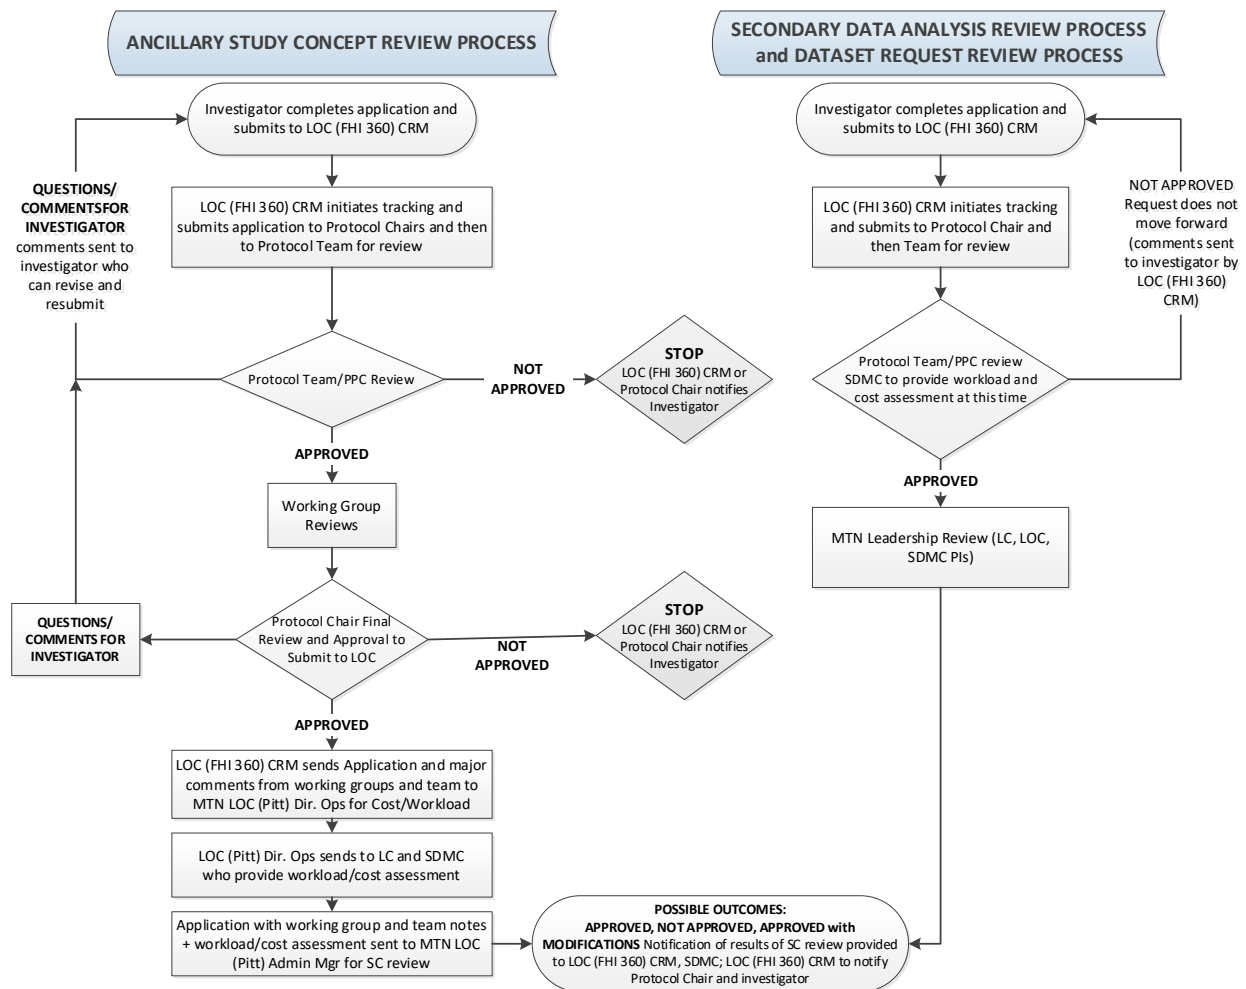 ANCILLARY STUDY CONCEPT REVIEW PROCESS
SECONDARY DATA ANALYSIS REVIEW PROCESS
and DATASET REQUEST REVIEW PROCESS
Investigator completes application and
submits to LOC (FHI 360) CRM
QUESTIONS/
COMMENTSFOR
INVESTIGATOR
comments sent to
investigator who
can revise and
resubmit
LOC (FHI 360) CRM initiates tracking and
submits application to Protocol Chairs and then
to Protocol Team for review
Protocol Team/PPC Review
NOT
APPROVED
STOP
LOC (FHI 360) CRM or
Protocol Chair notifies
Investigator
APPROVED
Working Group
Reviews
Protocol Chair Final
Review and Approval to
Submit to LOC
QUESTIONS/
COMMENTS FOR
INVESTIGATOR
NOT
APPROVED
STOP
LOC (FHI 360) CRM or
Protocol Chair notifies
Investigator
APPROVED
LOC (FHI 360) CRM sends Application and major
comments from working groups and team to
MTN LOC (Pitt) Dir. Ops for Cost/Workload
LOC (Pitt) Dir. Ops sends to LC and SDMC
who provide workload/cost assessment
Application with working group and team notes
+ workload/cost assessment sent to MTN LOC
(Pitt) Admin Mgr for SC review
Investigator completes application and
submits to LOC (FHI 360) CRM
LOC (FHI 360) CRM initiates tracking
and submits to Protocol Chair and
then Team for review
NOT APPROVED
Request does not
move forward
(comments sent
to investigator by
LOC (FHI 360)
CRM)
Protocol Team/PPC review
SDMC to provide workload and
cost assessment at this time
APPROVED
MTN Leadership Review (LC, LOC,
SDMC PIs)
POSSIBLE OUTCOMES:
APPROVED, NOT APPROVED, APPROVED with
MODIFICATIONS Notification of results of SC review provided
to LOC (FHI 360) CRM, SDMC; LOC (FHI 360) CRM to notify
Protocol Chair and investigator